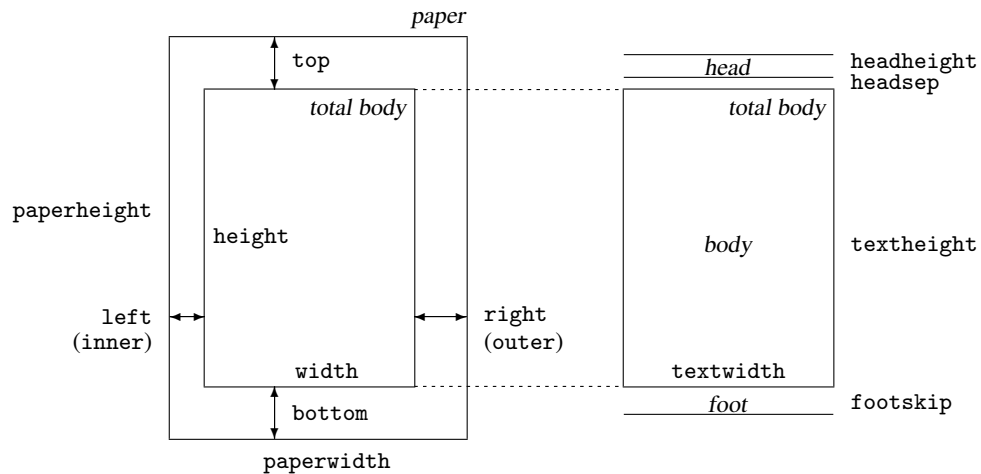 paper
top
headheight
head
headsep
total body
total body
paperheight
height
body
textheight
left
(inner)
right
(outer)
width
textwidth
bottom
foot
footskip
paperwidth